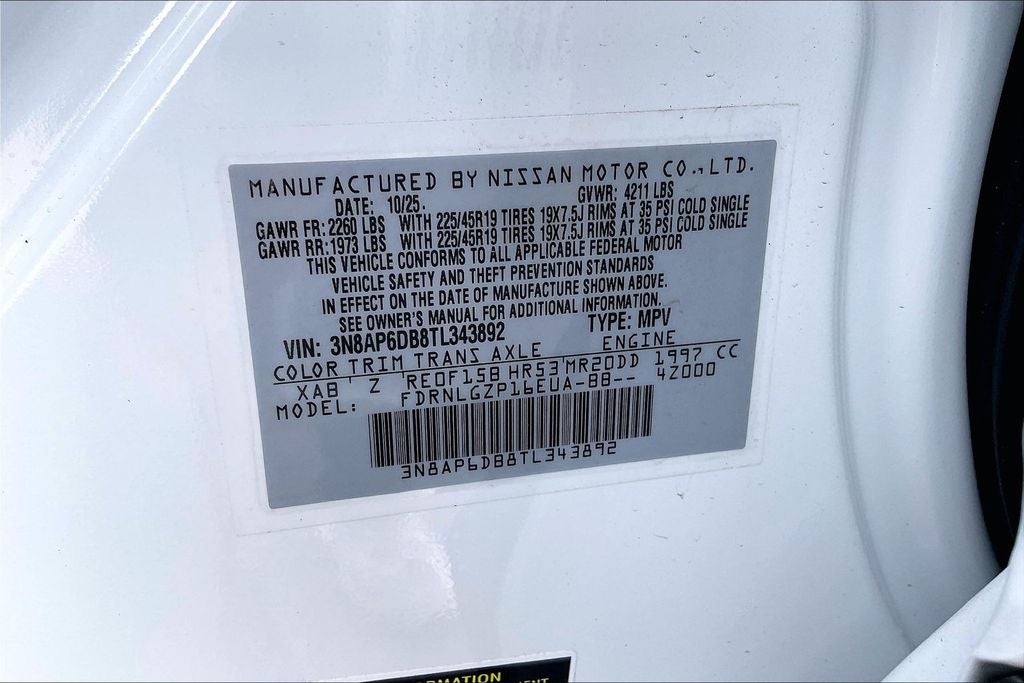 MANUFACTURED BY NISSAN MOTOR CO.,LTD.
DATE: 10/25. GVWR: 4211 LBS
GAWR FR: 2260 LBS WITH 225/45R19 TIRES 19X7.5J RIMS AT 35 PSI COLD SINGLE
GAWR RR: 1973 LBS WITH 225/45R19 TIRES 19X7.5J RIMS AT 35 PSI COLD SINGLE
THIS VEHICLE CONFORMS TO ALL APPLICABLE FEDERAL MOTOR
VEHICLE SAFETY AND THEFT PREVENTION STANDARDS
IN EFFECT ON THE DATE OF MANUFACTURE SHOWN ABOVE.
SEE OWNER'S MANUAL FOR ADDITIONAL INFORMATION.
VIN: 3N8AP6DB8TL343892 TYPE: MPV
COLOR TRIM TRANS AXLE ENGINE
XAB Z RE0F15B HR53 MR20DD 1997 CC
MODEL: FDRNLGZP16EUA-BB-- 4Z000
3N8AP6DB8TL343892